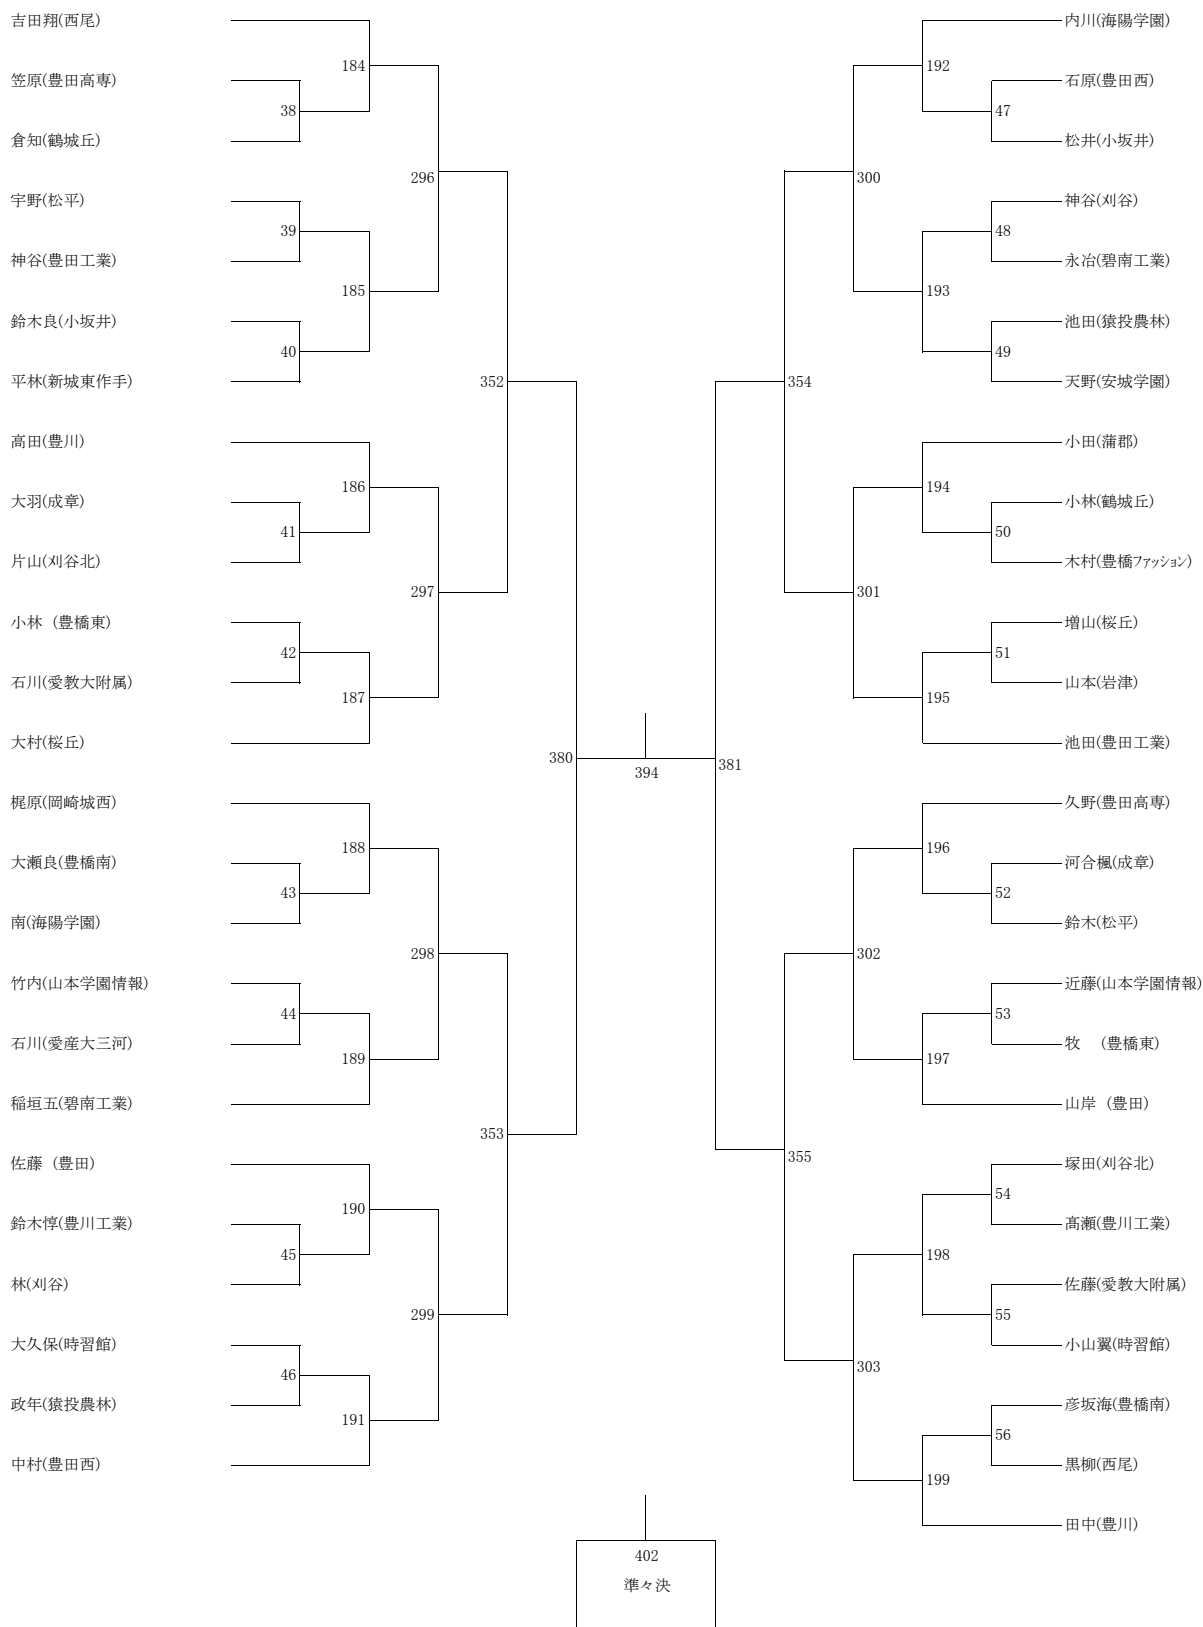 吉田翔(西尾)
184
笠原(豊田高専)
38
倉知(鶴城丘)
296
宇野(松平)
39
神谷(豊田工業)
185
鈴木良(小坂井)
40
平林(新城東作手)
352
高田(豊川)
186
大羽(成章)
41
片山(刈谷北)
297
小林（豊橋東）
42
石川(愛教大附属)
187
大村(桜丘)
380
梶原(岡崎城西)
188
大瀬良(豊橋南)
43
南(海陽学園)
298
竹内(山本学園情報)
44
石川(愛産大三河)
189
稲垣五(碧南工業)
353
佐藤（豊田）
190
鈴木惇(豊川工業)
45
林(刈谷)
299
大久保(時習館)
46
政年(猿投農林)
191
中村(豊田西)
394
内川(海陽学園)
192
石原(豊田西)
47
松井(小坂井)
300
神谷(刈谷)
48
永治(碧南工業)
193
池田(猿投農林)
49
天野(安城学園)
354
小田(蒲郡)
194
小林(鶴城丘)
50
木村(豊橋ファッション)
301
増山(桜丘)
51
山本(岩津)
195
池田(豊田工業)
381
久野(豊田高専)
196
河合楓(成章)
52
鈴木(松平)
302
近藤(山本学園情報)
53
牧　（豊橋東）
197
山岸（豊田）
355
塚田(刈谷北)
54
髙瀬(豊川工業)
198
佐藤(愛教大附属)
55
小山翼(時習館)
303
彦坂海(豊橋南)
56
黒柳(西尾)
199
田中(豊川)
402
準々決